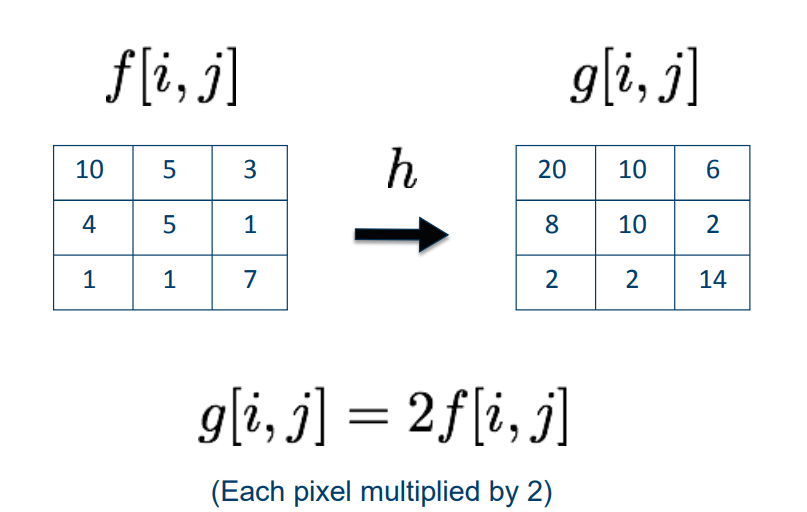 f[i, j] g[i, j]
h
10 5 3
4 5 1
1 1 7
20 10 6
8 10 2
2 2 14
g[i, j] = 2f[i, j]
(Each pixel multiplied by 2)